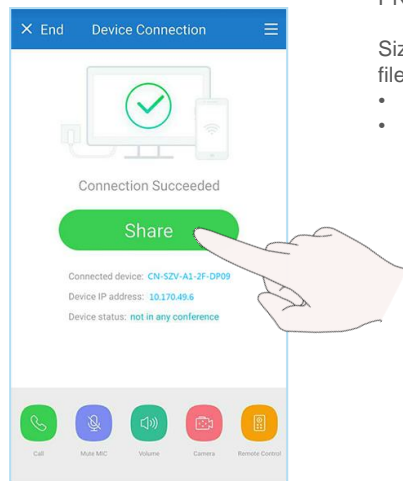 End Device Connection
Siz
file
•
•
Connection Succeeded
Share
Connected device: CN-SZV-A1-2F-DP09
Device IP address: 10.170.49.6
Device status: not in any conference
Call Mute MIC Volume Camera Remote Control